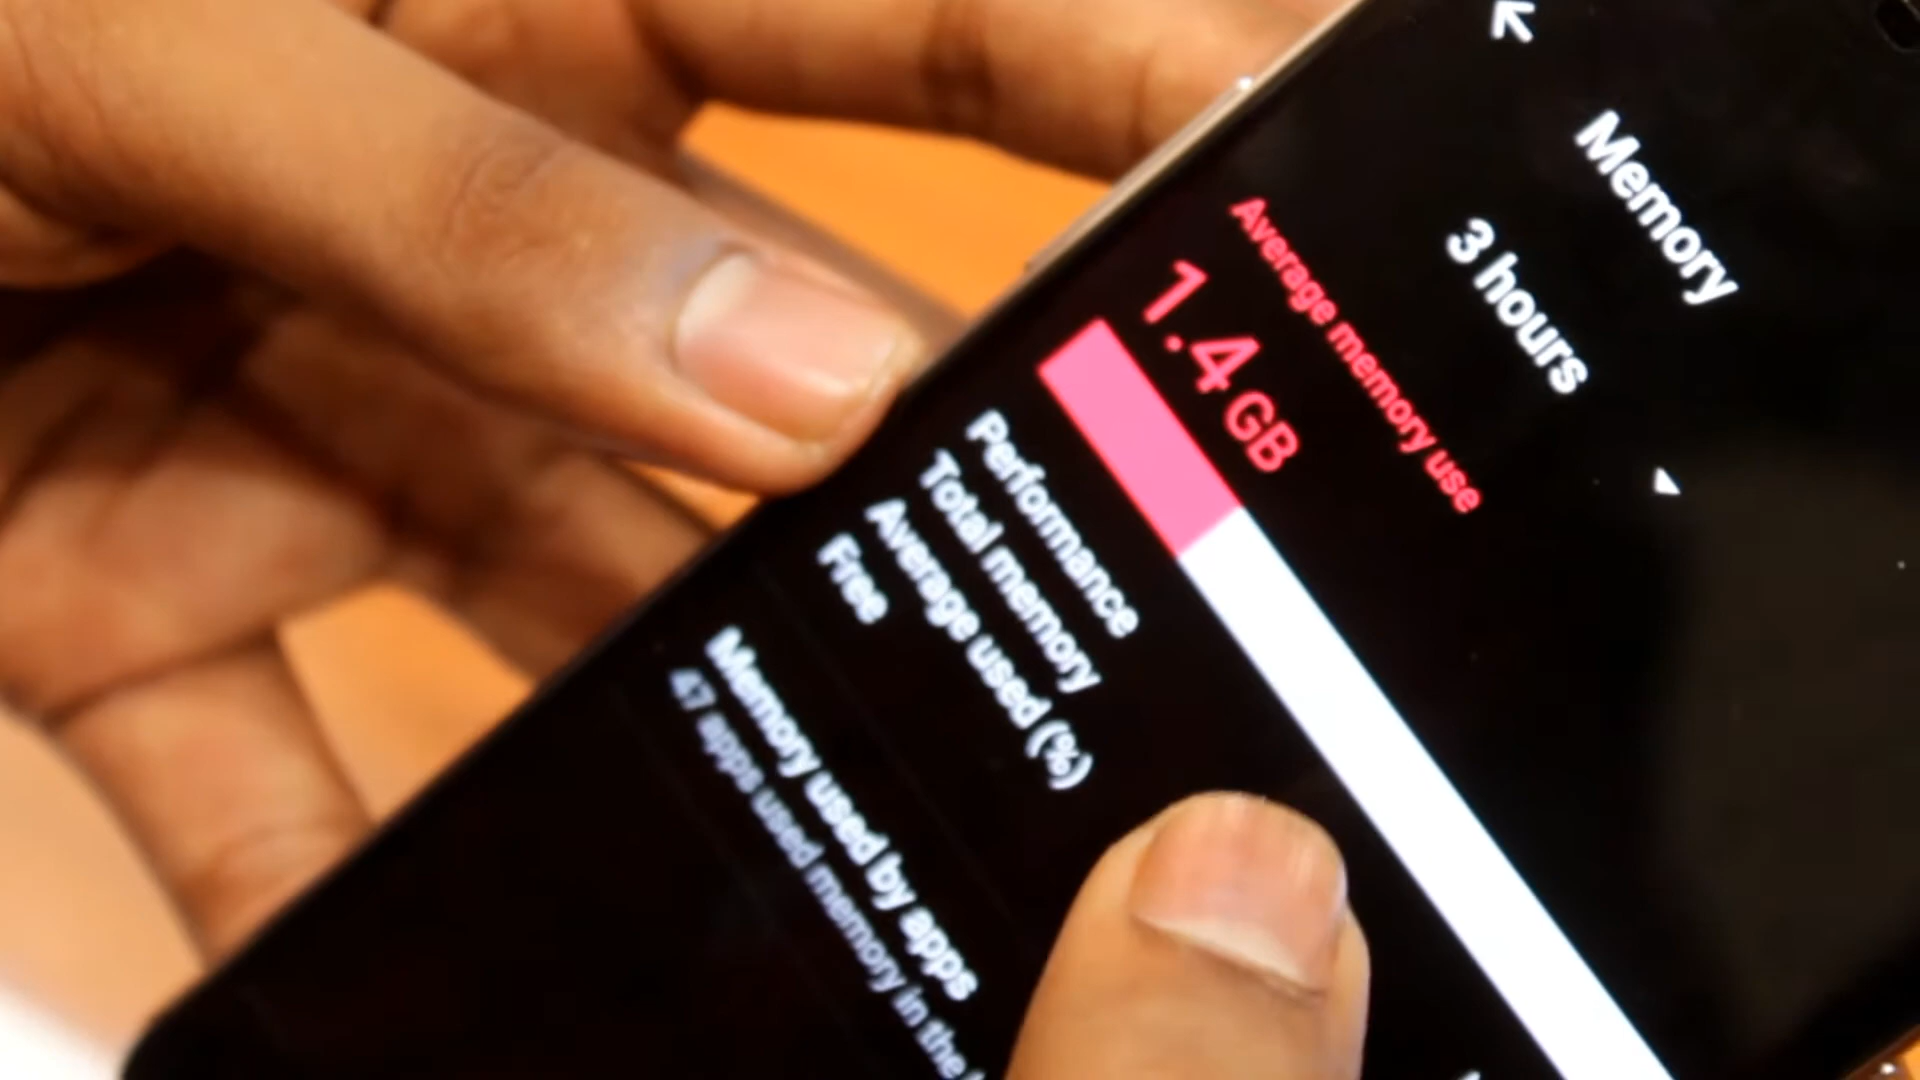 Memory
3 hours
Average memory use
1.4 GB
Performance
Total memory
Average used (%)
Free
Memory used by apps
47 apps used memory in the